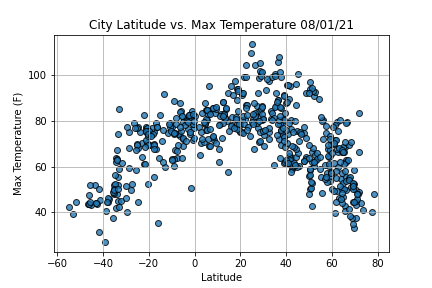 City Latitude vs. Max Temperature 08/01/21
Max Temperature (F)
100
80
60
40
−60 −40 −20 0 20 40 60 80
Latitude